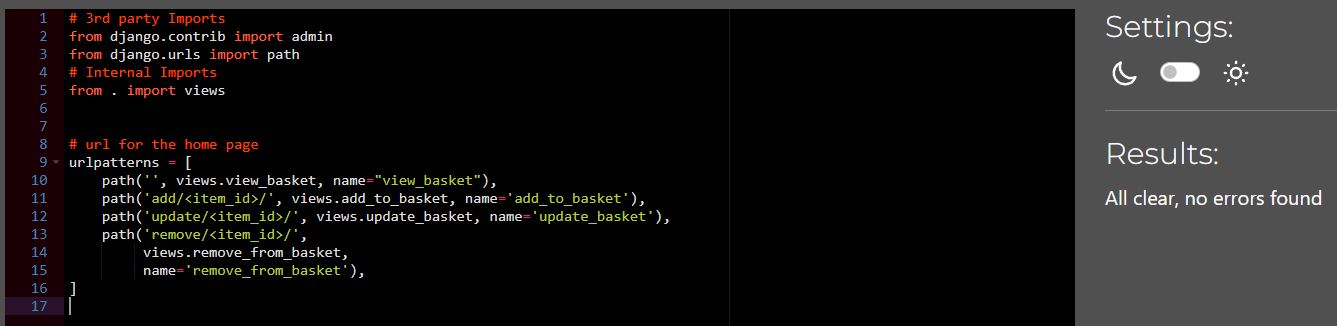 1 # 3rd party Imports
2 from django.contrib import admin
3 from django.urls import path
4 # Internal Imports
5 from . import views
6
7
8 # url for the home page
9 urlpatterns = [
10     path('', views.view_basket, name="view_basket"),
11     path('add/<item_id>/', views.add_to_basket, name='add_to_basket'),
12     path('update/<item_id>/', views.update_basket, name='update_basket'),
13     path('remove/<item_id>/',
14          views.remove_from_basket,
15          name='remove_from_basket'),
16 ]
17
Settings:
Results:
All clear, no errors found